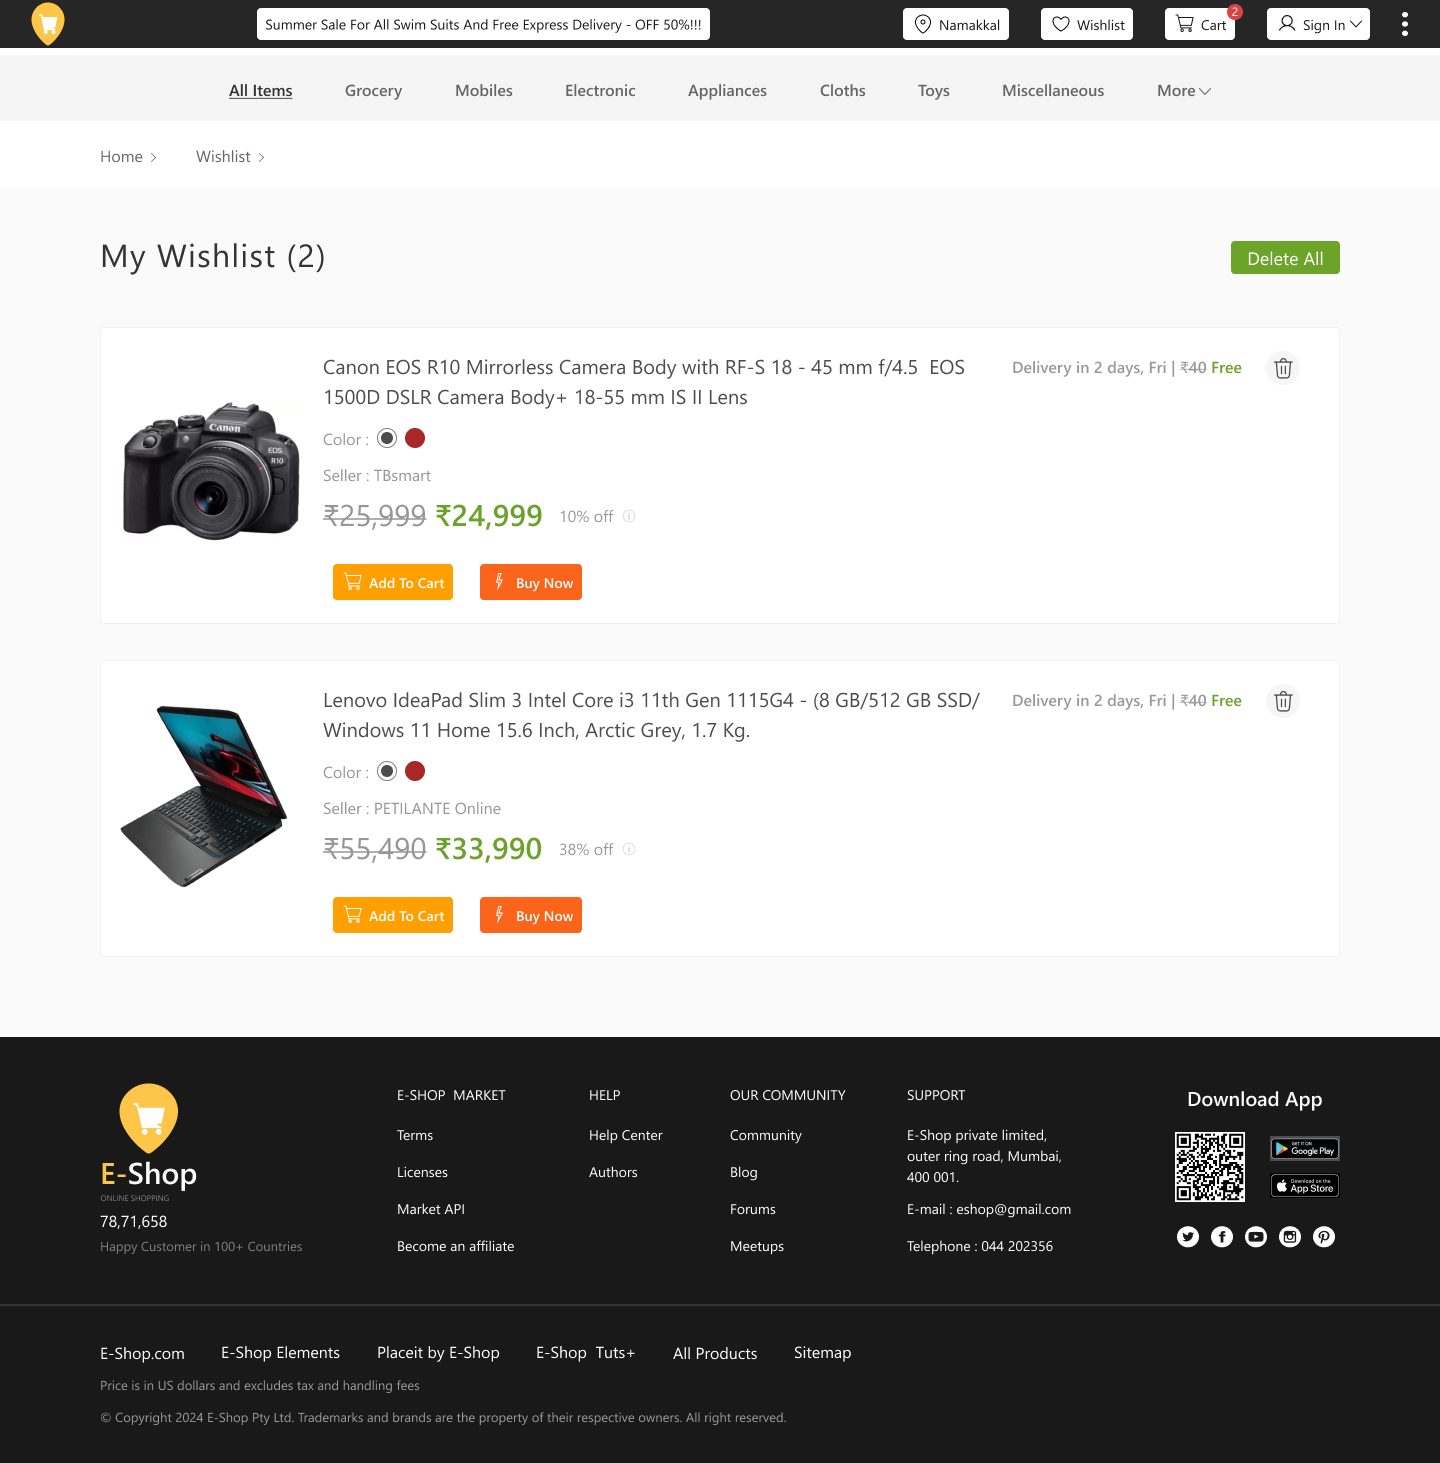 Summer Sale For All Swim Suits And Free Express Delivery - OFF 50%!!!
Namakkal
Wishlist
Cart
2
Sign In
All Items
Grocery
Mobiles
Electronic
Appliances
Cloths
Toys
Miscellaneous
More
Home
Wishlist
My Wishlist (2)
Delete All
Canon
EOS
R10
Canon EOS R10 Mirrorless Camera Body with RF-S 18 - 45 mm f/4.5  EOS
1500D DSLR Camera Body+ 18-55 mm IS II Lens
Delivery in 2 days, Fri | ₹40 Free
Color :
Seller : TBsmart
₹25,999 ₹24,999 10% off
Add To Cart
Buy Now
Lenovo IdeaPad Slim 3 Intel Core i3 11th Gen 1115G4 - (8 GB/512 GB SSD/
Windows 11 Home 15.6 Inch, Arctic Grey, 1.7 Kg.
Delivery in 2 days, Fri | ₹40 Free
Color :
Seller : PETILANTE Online
₹55,490 ₹33,990 38% off
Add To Cart
Buy Now
E-Shop
ONLINE SHOPPING
78,71,658
Happy Customer in 100+ Countries
E-SHOP  MARKET
Terms
Licenses
Market API
Become an affiliate
HELP
Help Center
Authors
OUR COMMUNITY
Community
Blog
Forums
Meetups
SUPPORT
E-Shop private limited,
outer ring road, Mumbai,
400 001.
E-mail : eshop@gmail.com
Telephone : 044 202356
Download App
GET IT ON
Google Play
Download on the
App Store
E-Shop.com
E-Shop Elements
Placeit by E-Shop
E-Shop  Tuts+
All Products
Sitemap
Price is in US dollars and excludes tax and handling fees
© Copyright 2024 E-Shop Pty Ltd. Trademarks and brands are the property of their respective owners. All right reserved.